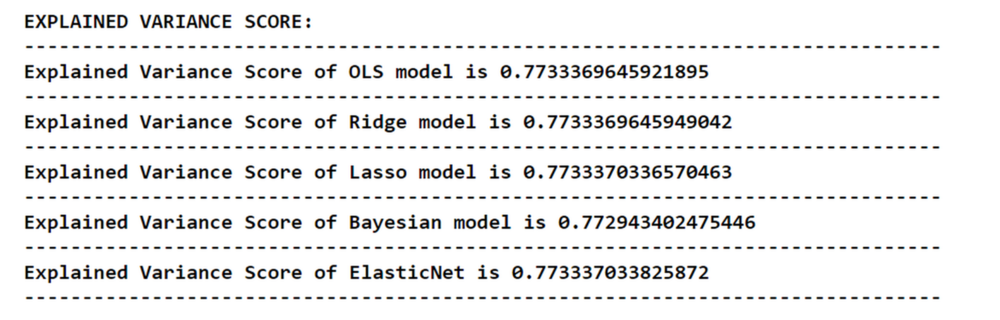 EXPLAINED VARIANCE SCORE:
-------------------------------------------------------------------------------
Explained Variance Score of OLS model is 0.7733369645921895
-------------------------------------------------------------------------------
Explained Variance Score of Ridge model is 0.7733369645949042
-------------------------------------------------------------------------------
Explained Variance Score of Lasso model is 0.7733370336570463
-------------------------------------------------------------------------------
Explained Variance Score of Bayesian model is 0.772943402475446
-------------------------------------------------------------------------------
Explained Variance Score of ElasticNet is 0.773337033825872
-------------------------------------------------------------------------------